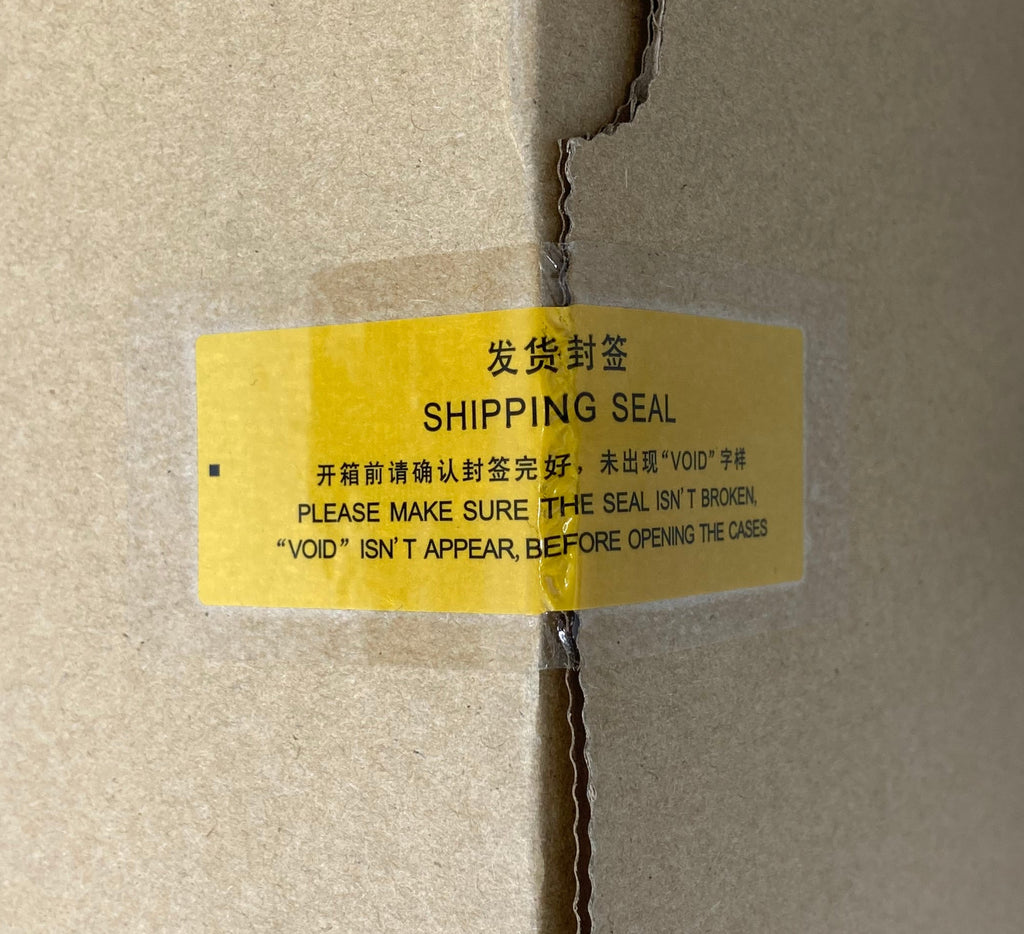 发货封签
SHIPPING SEAL
开箱前请确认封签完好，未出现“VOID”字样
PLEASE MAKE SURE THE SEAL ISN'T BROKEN,
“VOID” ISN'T APPEAR, BEFORE OPENING THE CASES